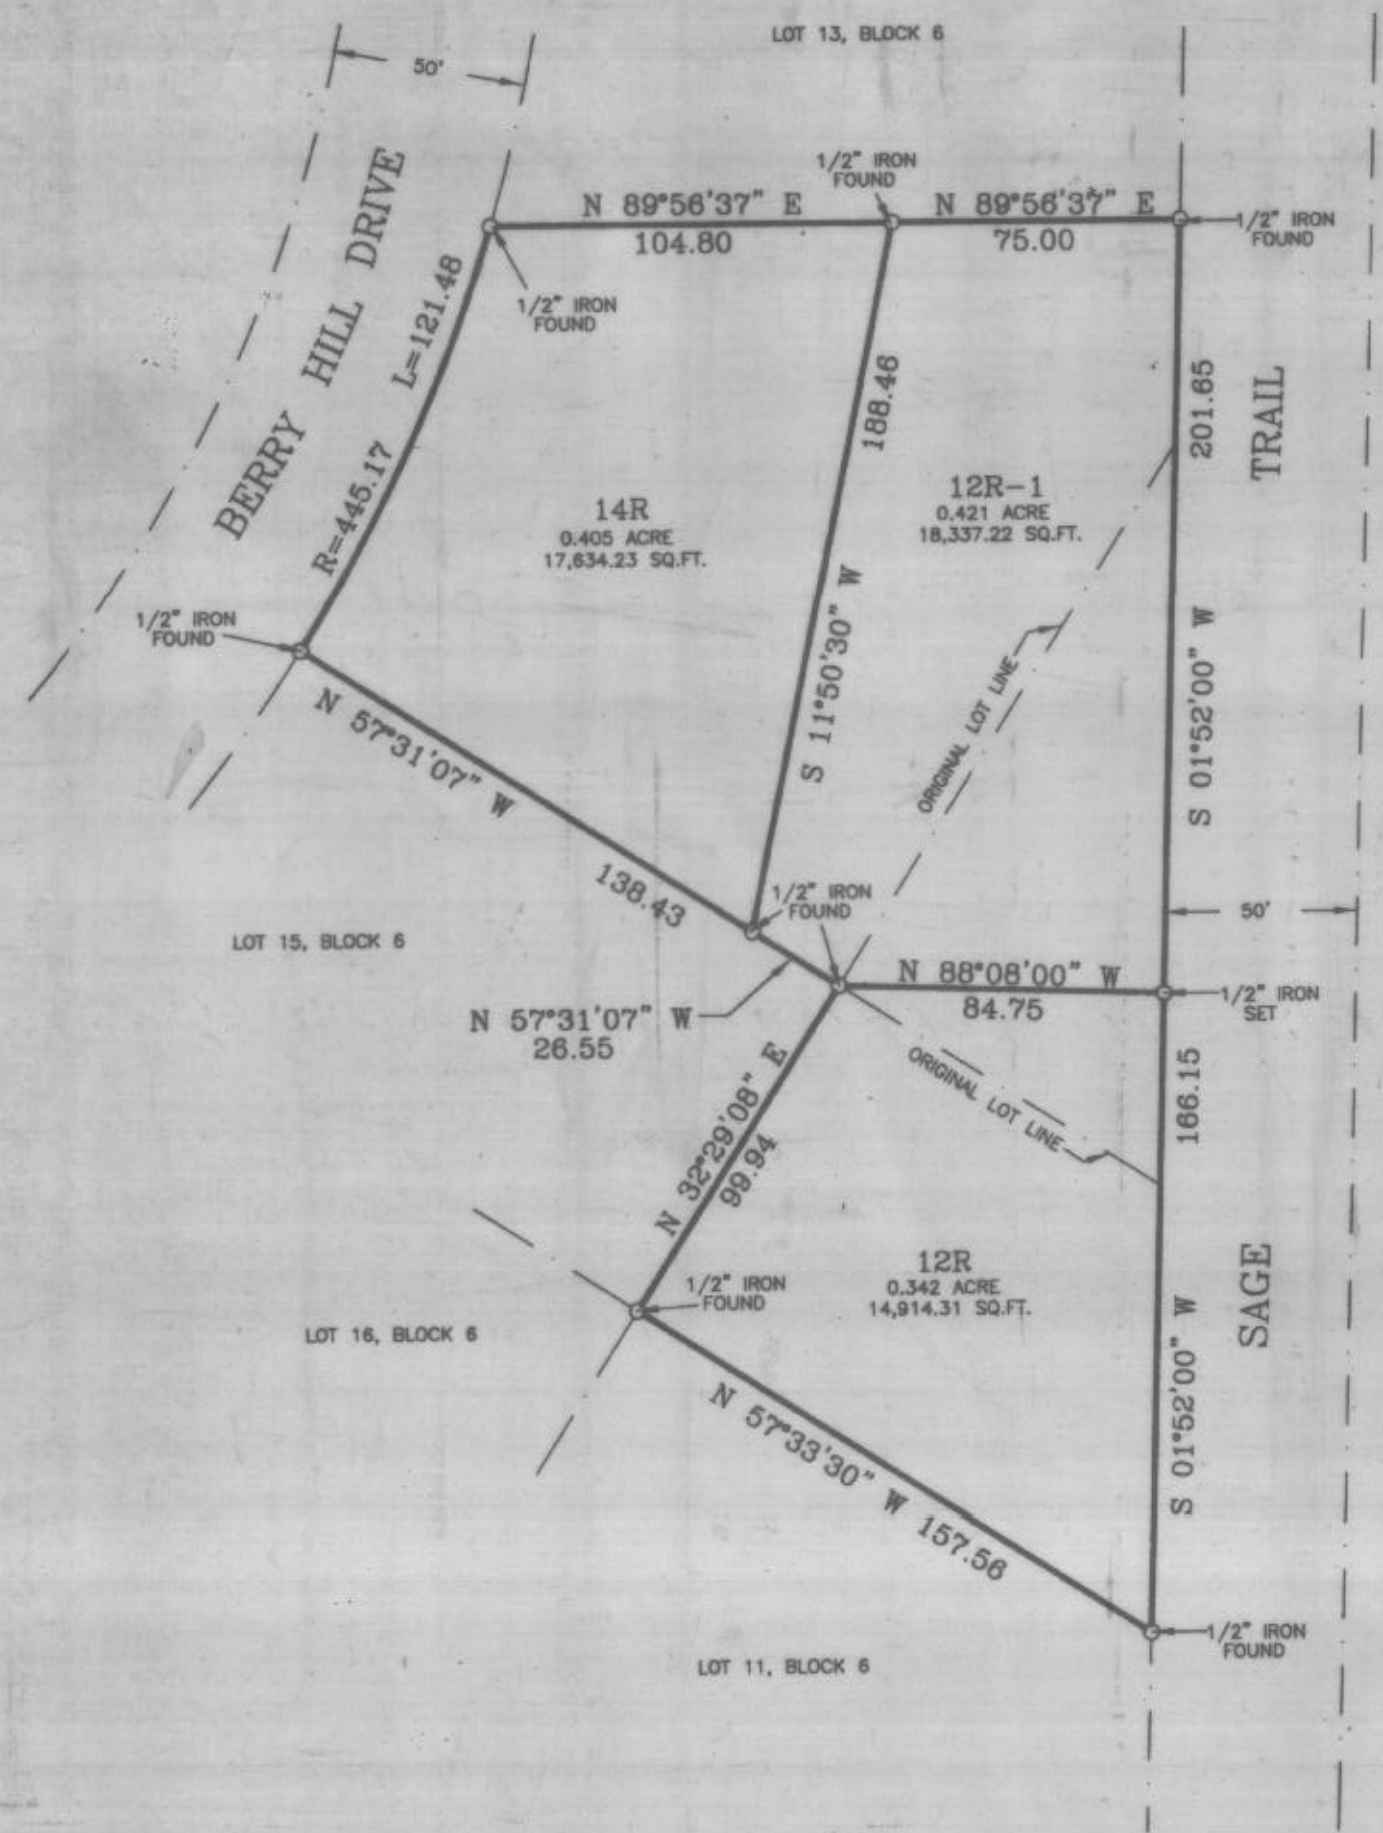 LOT 13, BLOCK 6
50'
BERRY HILL DRIVE
1/2" IRON
FOUND
N 89°56'37" E
104.80
N 89°56'37" E
75.00
1/2" IRON
FOUND
1/2" IRON
FOUND
R=445.17 L=121.48
188.46
S 11°50'30" W
201.65
S 01°52'00" W
TRAIL
14R
0.405 ACRE
17,634.23 SQ.FT.
12R-1
0.421 ACRE
18,337.22 SQ.FT.
1/2" IRON
FOUND
ORIGINAL LOT LINE
N 57°31'07" W
138.43
1/2" IRON
FOUND
50'
LOT 15, BLOCK 6
N 88°08'00" W
84.75
1/2" IRON
SET
N 57°31'07" W
26.55
ORIGINAL LOT LINE
166.15
S 01°52'00" W
SAGE
N 32°29'08" E
99.94
12R
0.342 ACRE
14,914.31 SQ.FT.
1/2" IRON
FOUND
LOT 16, BLOCK 6
N 57°33'30" W 157.56
1/2" IRON
FOUND
LOT 11, BLOCK 6